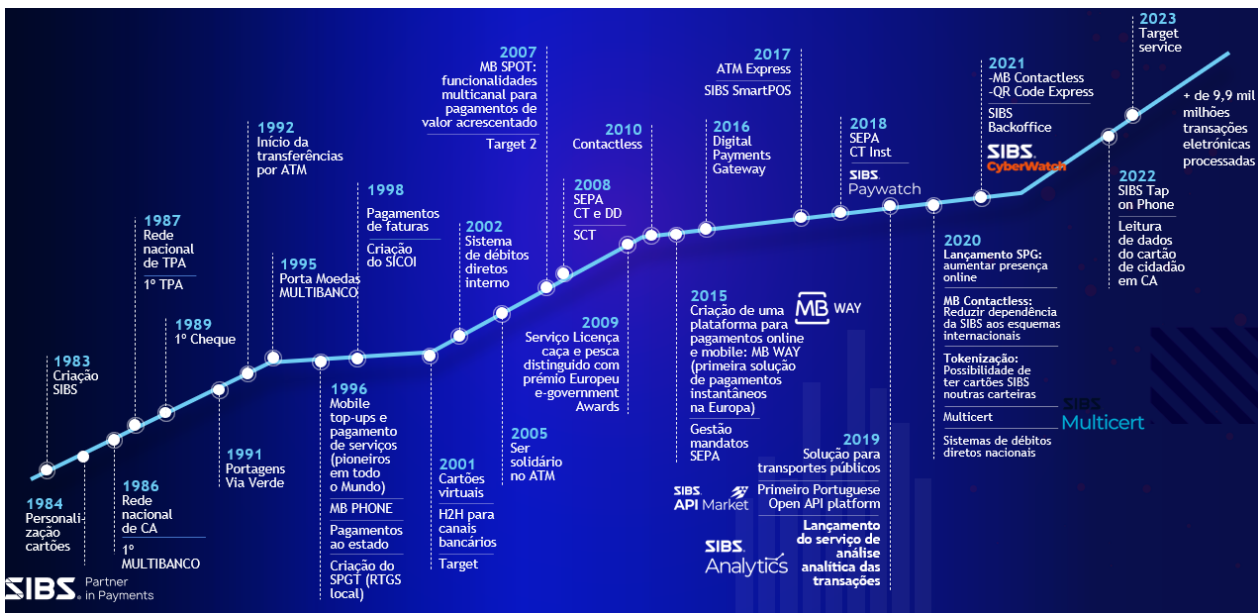 1983
Criação
SIBS
1984
Personali-
zação
cartões
1986
Rede
nacional
de CA
1º
MULTIBANCO
1987
Rede
nacional
de TPA
1º TPA
1989
1º Cheque
1991
Portagens
Via Verde
1992
Início da
transferências
por ATM
1995
Porta Moedas
MULTIBANCO
1996
Mobile
top-ups e
pagamento
de serviços
(pioneiros
em todo
o Mundo)
MB PHONE
Pagamentos
ao estado
Criação do
SPGT (RTGS
local)
1998
Pagamentos
de faturas
Criação
do SICOI
2001
Cartões
virtuais
H2H para
canais
bancários
Target
2002
Sistema
de débitos
diretos
interno
2005
Ser
solidário
no ATM
2007
MB SPOT:
funcionalidades
multicanal para
pagamentos de
valor acrescentado
Target 2
2008
SEPA
CT e DD
SCT
2009
Serviço Licença
caça e pesca
distinguido com
prémio Europeu
e-government
Awards
2010
Contactless
2015
Criação de uma
plataforma para
pagamentos online
e mobile: MB WAY
(primeira solução
de pagamentos
instantâneos
na Europa)
Gestão
mandatos
SEPA
MB WAY
2016
Digital
Payments
Gateway
2017
ATM Express
SIBS SmartPOS
2018
SEPA
CT Inst
SIBS
Paywatch
2019
Solução para
transportes públicos
Primeiro Portuguese
Open API platform
Lançamento
do serviço de
análise
analítica das
transações
SIBS
API Market
SIBS
Analytics
2020
Lançamento SPG:
aumentar presença
online
MB Contactless:
Reduzir dependência
da SIBS aos esquemas
internacionais
Tokenização:
Possibilidade de
ter cartões SIBS
noutras carteiras
Multicert
Sistemas de débitos
diretos nacionais
SIBS
Multicert
2021
-MB Contactless
-QR Code Express
SIBS
Backoffice
SIBS
CyberWatch
2022
SIBS Tap
on Phone
Leitura
de dados
do cartão
de cidadão
em CA
2023
Target
service
+ de 9,9 mil
milhões
transações
eletrónicas
processadas
SIBS Partner
in Payments